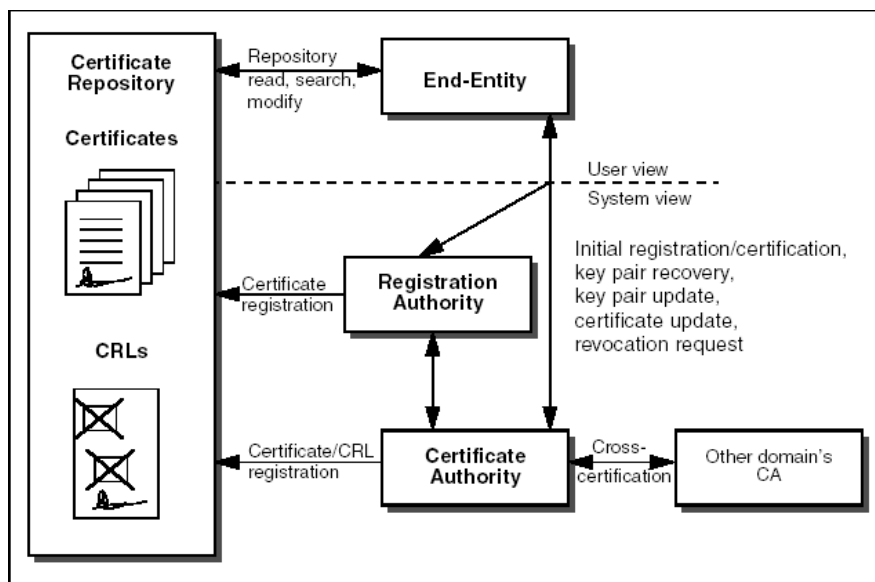 Certificate
Repository
Certificates
CRLs
Repository
read, search,
modify
End-Entity
User view
System view
Initial registration/certification,
key pair recovery,
key pair update,
certificate update,
revocation request
Certificate
registration
Registration
Authority
Certificate/CRL
registration
Certificate
Authority
Cross-
certification
Other domain's
CA